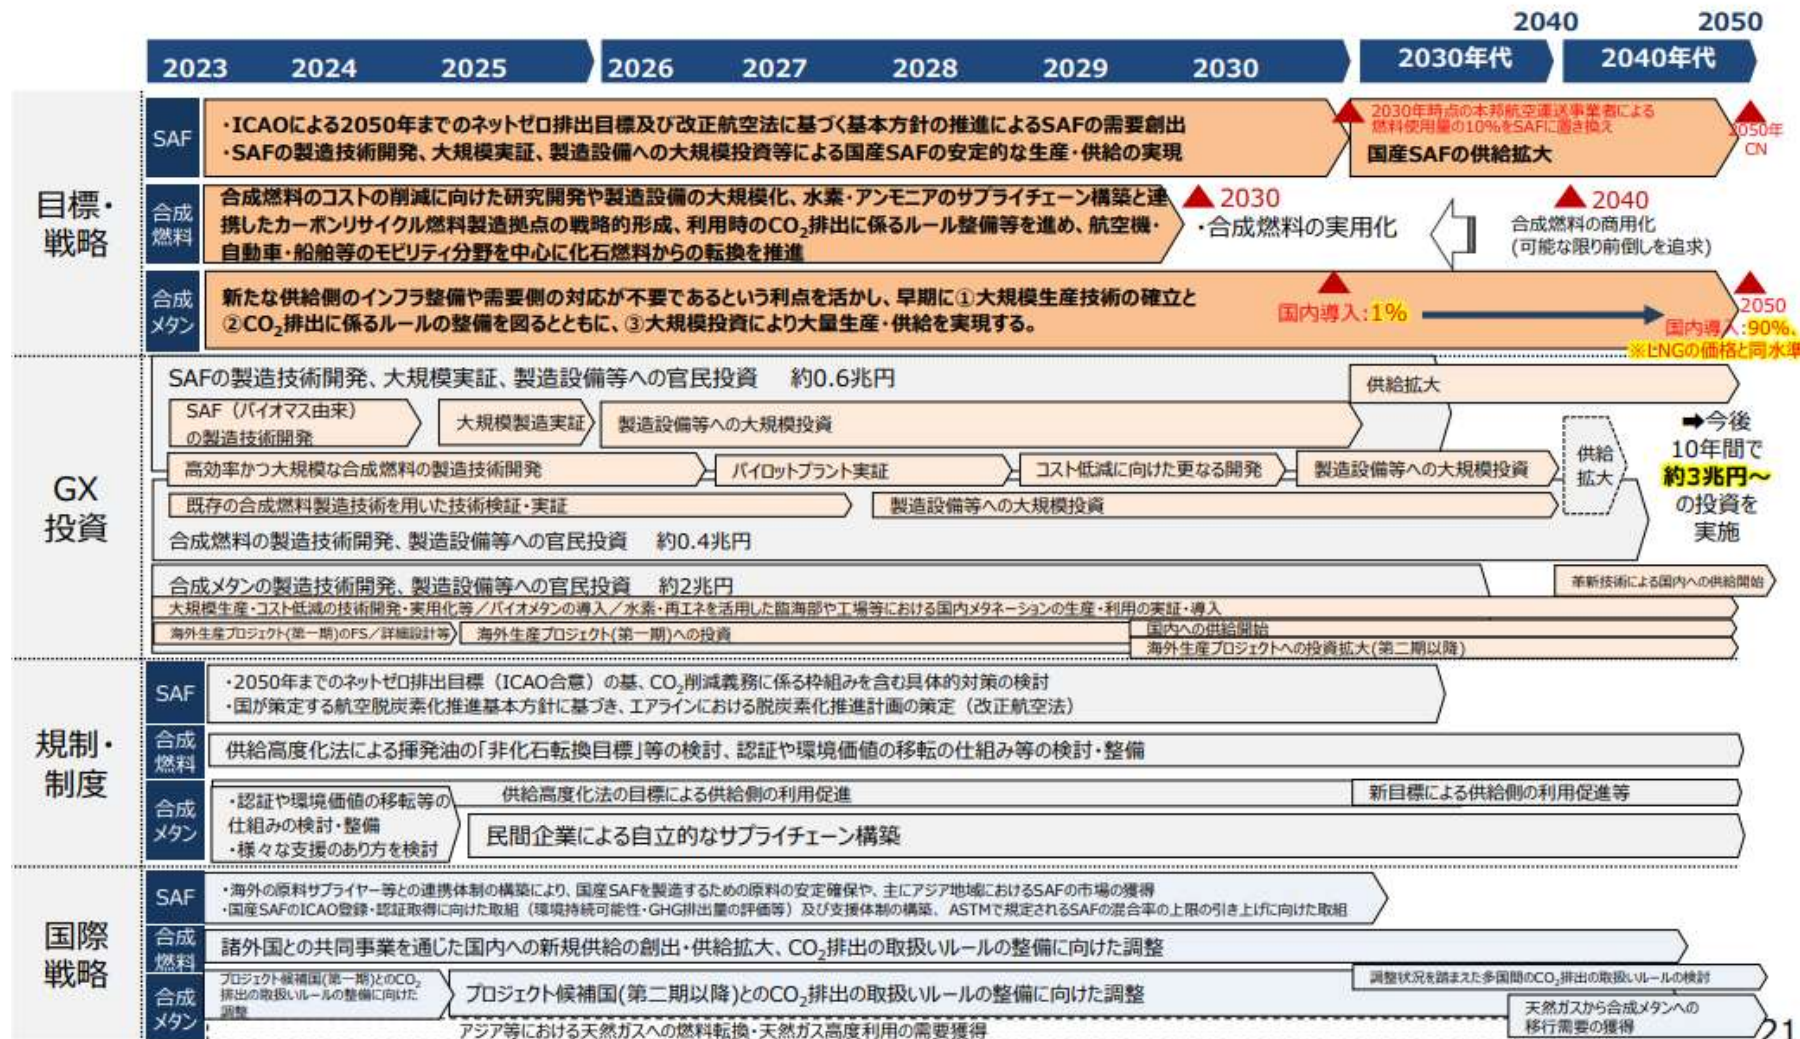 2040 2050
2023 2024 2025 2026 2027 2028 2029 2030 2030年代 2040年代
目標・
戦略
SAF
・ICAOによる2050年までのネットゼロ排出目標及び改正航空法に基づく基本方針の推進によるSAFの需要創出
・SAFの製造技術開発、大規模実証、製造設備への大規模投資等による国産SAFの安定的な生産・供給の実現
2030年時点の本邦航空運送事業者による
燃料使用量の10%をSAFに置き換え
国産SAFの供給拡大
2050年
CN
合成
燃料
合成燃料のコストの削減に向けた研究開発や製造設備の大規模化、水素・アンモニアのサプライチェーン構築と連
携したカーボンリサイクル燃料製造拠点の戦略的形成、利用時のCO2排出に係るルール整備等を進め、航空機・
自動車・船舶等のモビリティ分野を中心に化石燃料からの転換を推進
2030
・合成燃料の実用化
2040
合成燃料の商用化
(可能な限り前倒しを追求)
合成
メタン
新たな供給側のインフラ整備や需要側の対応が不要であるという利点を活かし、早期に①大規模生産技術の確立と
②CO2排出に係るルールの整備を図るとともに、③大規模投資により大量生産・供給を実現する。
国内導入:1%
2050
国内導入:90%、
※LNGの価格と同水準
GX
投資
SAFの製造技術開発、大規模実証、製造設備等への官民投資 約0.6兆円
供給拡大
SAF（バイオマス由来）
の製造技術開発
大規模製造実証
製造設備等への大規模投資
高効率かつ大規模な合成燃料の製造技術開発
パイロットプラント実証
コスト低減に向けた更なる開発
製造設備等への大規模投資
供給
拡大
既存の合成燃料製造技術を用いた技術検証・実証
製造設備等への大規模投資
合成燃料の製造技術開発、製造設備等への官民投資 約0.4兆円
➡今後
10年間で
約3兆円～
の投資を
実施
合成メタンの製造技術開発、製造設備等への官民投資 約2兆円
革新技術による国内への供給開始
大規模生産・コスト低減の技術開発・実用化等／バイオメタンの導入／水素・再エネを活用した臨海部や工場等における国内メタネーションの生産・利用の実証・導入
海外生産プロジェクト(第一期)のFS／詳細設計等
海外生産プロジェクト(第一期)への投資
国内への供給開始
海外生産プロジェクトへの投資拡大(第二期以降)
規制・
制度
SAF
・2050年までのネットゼロ排出目標（ICAO合意）の基、CO2削減義務に係る枠組みを含む具体的対策の検討
・国が策定する航空脱炭素化推進基本方針に基づき、エアラインにおける脱炭素化推進計画の策定（改正航空法）
合成
燃料
供給高度化法による揮発油の「非化石転換目標」等の検討、認証や環境価値の移転の仕組み等の検討・整備
合成
メタン
・認証や環境価値の移転等の
仕組みの検討・整備
・様々な支援のあり方を検討
供給高度化法の目標による供給側の利用促進
新目標による供給側の利用促進等
民間企業による自立的なサプライチェーン構築
国際
戦略
SAF
・海外の原料サプライヤー等との連携体制の構築により、国産SAFを製造するための原料の安定確保や、主にアジア地域におけるSAFの市場の獲得
・国産SAFのICAO登録・認証取得に向けた取組（環境持続可能性・GHG排出量の評価等）及び支援体制の構築、ASTMで規定されるSAFの混合率の上限の引き上げに向けた取組
合成
燃料
諸外国との共同事業を通じた国内への新規供給の創出・供給拡大、CO2排出の取扱いルールの整備に向けた調整
合成
メタン
プロジェクト候補国(第一期)とのCO2
排出の取扱いルールの整備に向けた
調整
プロジェクト候補国(第二期以降)とのCO2排出の取扱いルールの整備に向けた調整
調整状況を踏まえた多国間のCO2排出の取扱いルールの検討
天然ガスから合成メタンへの
移行需要の獲得
アジア等における天然ガスへの燃料転換・天然ガス高度利用の需要獲得
21